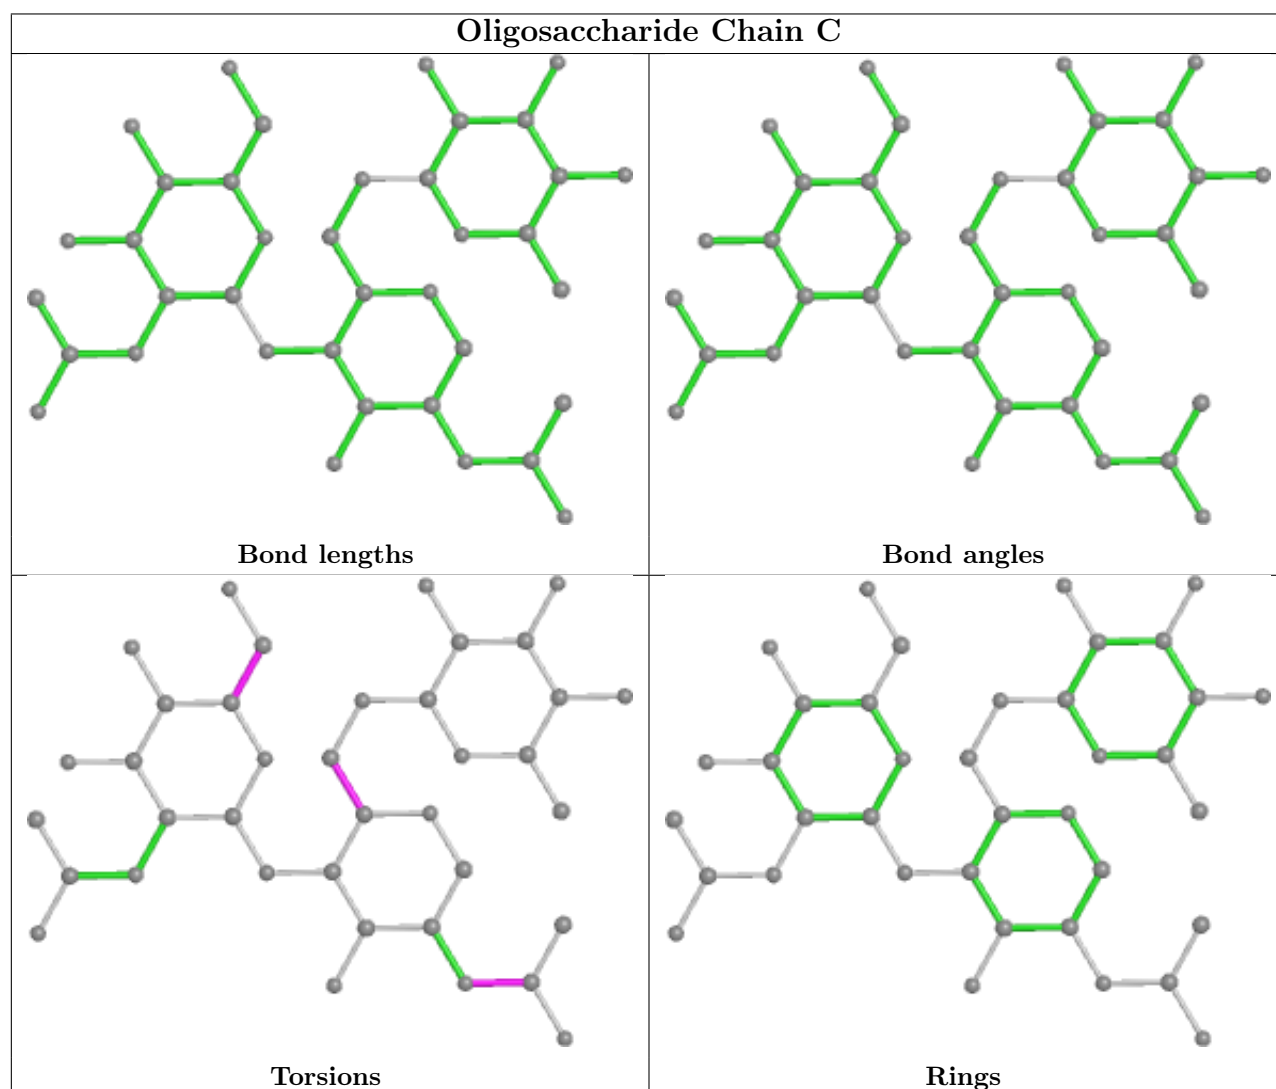 Oligosaccharide Chain C
Bond lengths
Bond angles
Torsions
Rings